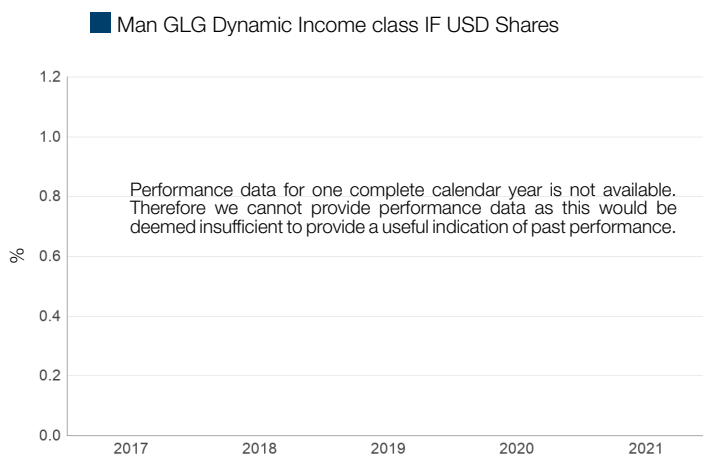 Man GLG Dynamic Income class IF USD Shares
1.2
1.0
Performance data for one complete calendar year is not available.
0.8
Therefore we cannot provide performance data as this would be
deemed insufficient to provide a useful indication of past performance.
%
0.6
0.4
0.2
0.0
2017 2018 2019 2020 2021